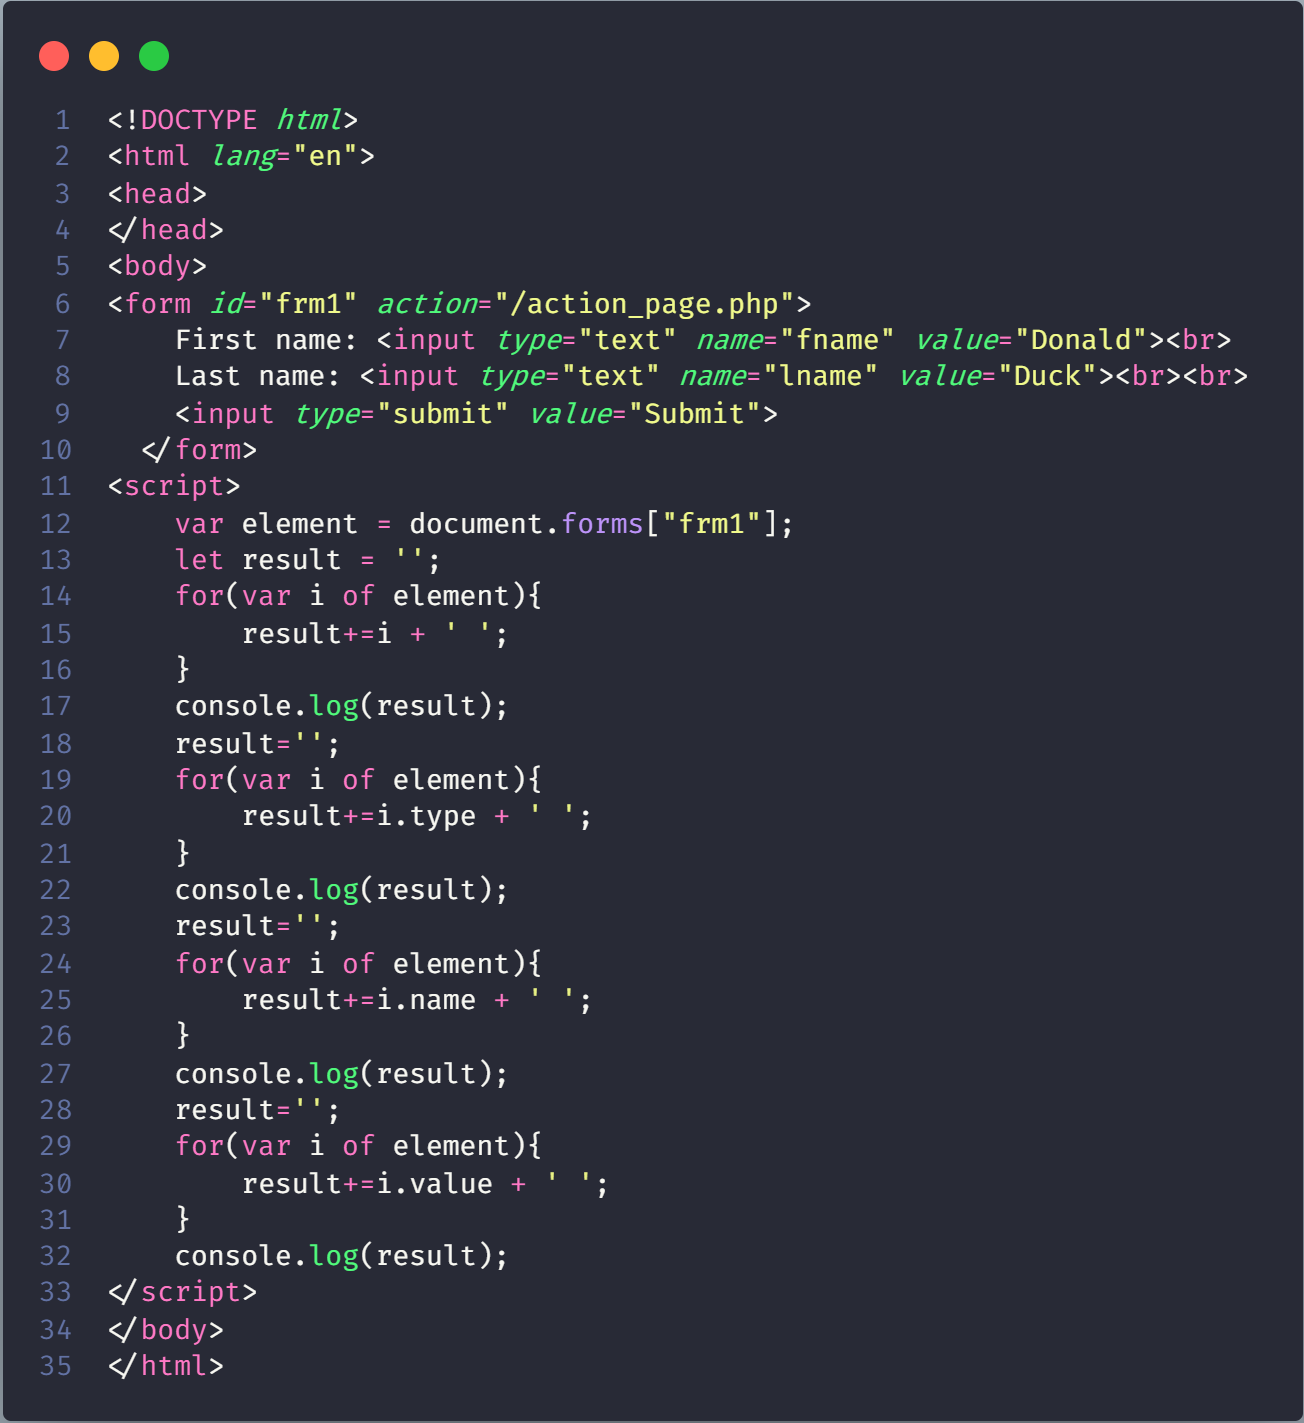 1 <!DOCTYPE html>
2 <html lang="en">
3 <head>
4 </head>
5 <body>
6 <form id="frm1" action="/action_page.php">
7     First name: <input type="text" name="fname" value="Donald"><br>
8     Last name: <input type="text" name="lname" value="Duck"><br><br>
9     <input type="submit" value="Submit">
10   </form>
11 <script>
12     var element = document.forms["frm1"];
13     let result = '';
14     for(var i of element){
15         result+=i + ' ';
16     }
17     console.log(result);
18     result='';
19     for(var i of element){
20         result+=i.type + ' ';
21     }
22     console.log(result);
23     result='';
24     for(var i of element){
25         result+=i.name + ' ';
26     }
27     console.log(result);
28     result='';
29     for(var i of element){
30         result+=i.value + ' ';
31     }
32     console.log(result);
33 </script>
34 </body>
35 </html>